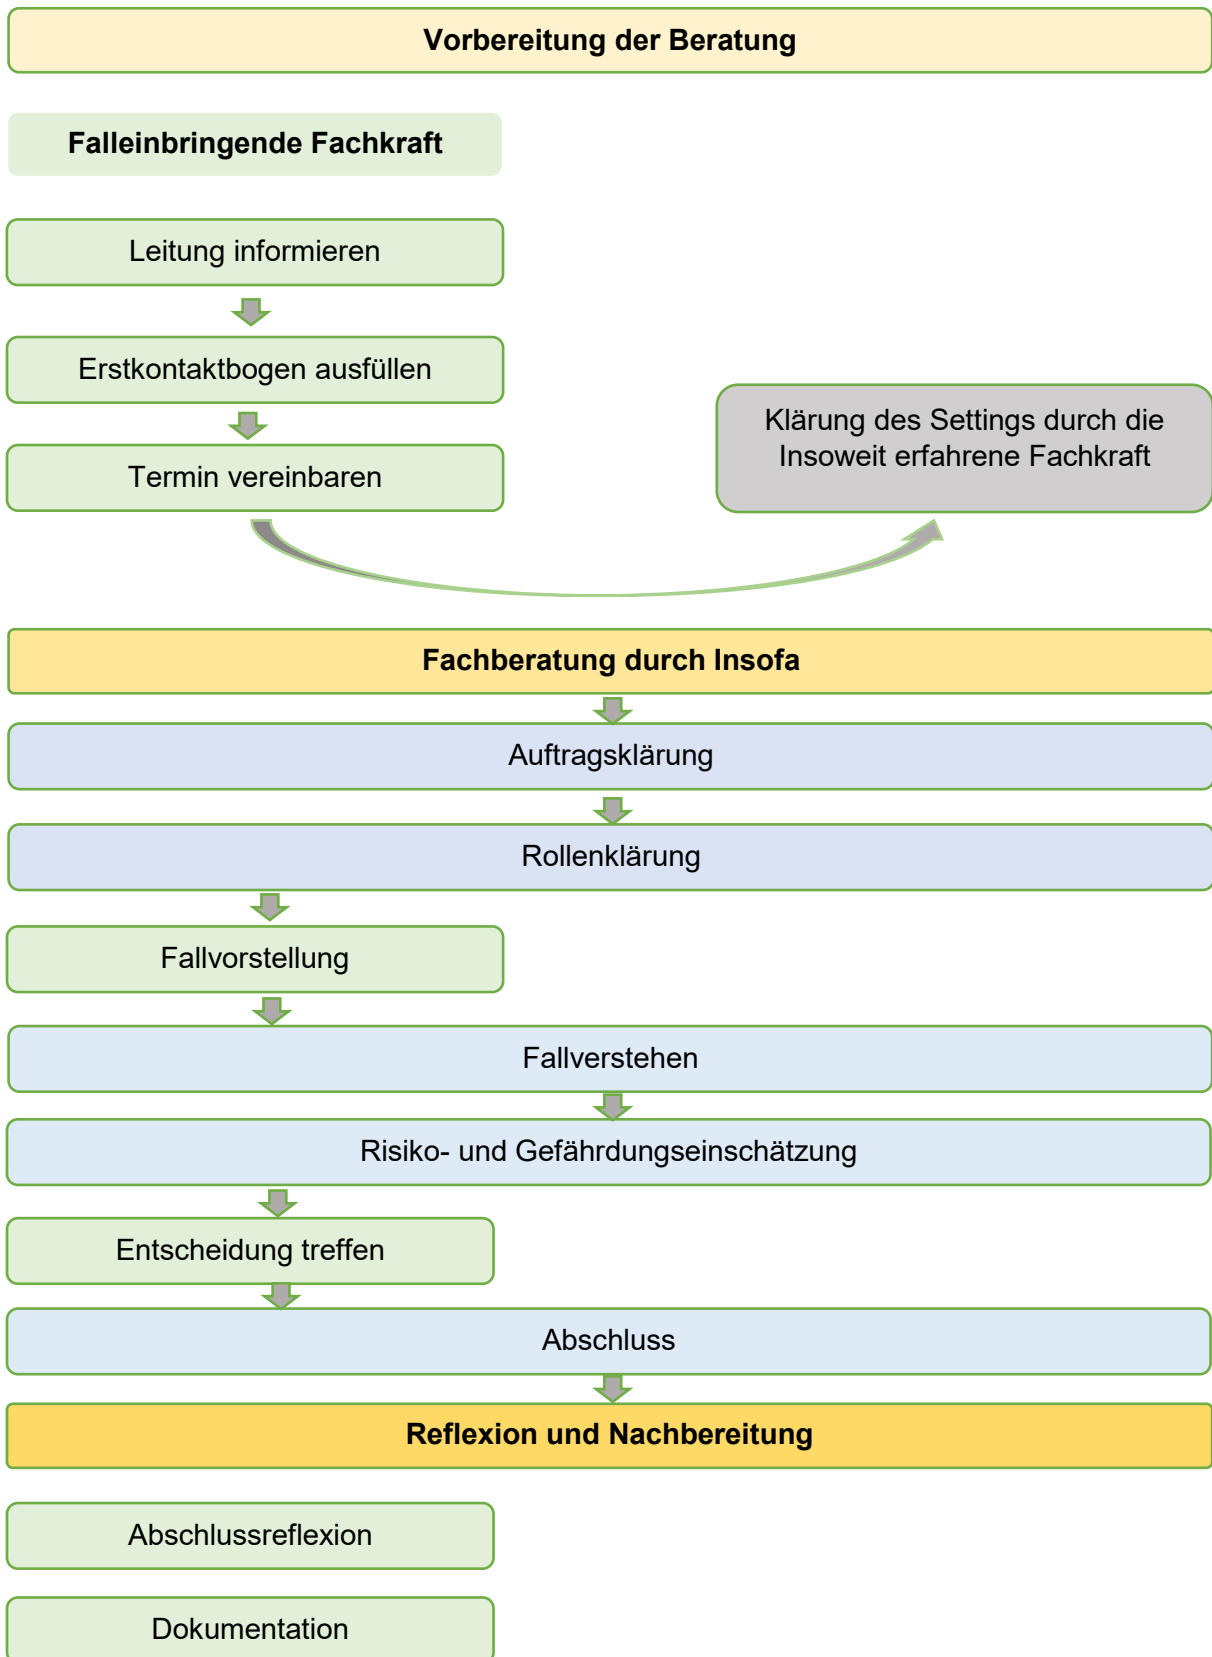 Vorbereitung der Beratung
Falleinbringende Fachkraft
Leitung informieren
Erstkontaktbogen ausfüllen
Termin vereinbaren
Klärung des Settings durch die
Insoweit erfahrene Fachkraft
Fachberatung durch Insofa
Auftragsklärung
Rollenklärung
Fallvorstellung
Fallverstehen
Risiko- und Gefährdungseinschätzung
Entscheidung treffen
Abschluss
Reflexion und Nachbereitung
Abschlussreflexion
Dokumentation